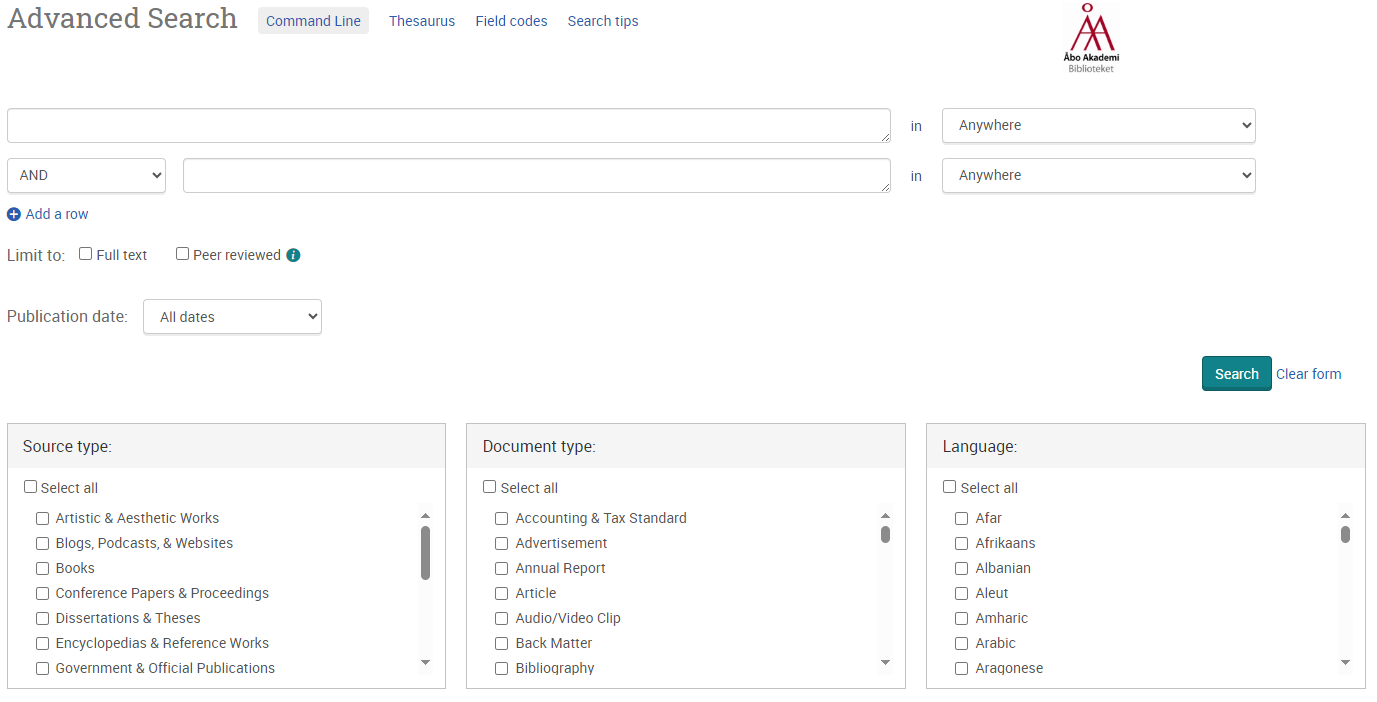 Advanced Search Command Line Thesaurus Field codes Search tips
Åbo Akademi
Biblioteket
in Anywhere
AND in Anywhere
Add a row
Limit to: Full text Peer reviewed i
Publication date: All dates
Search Clear form
Source type:
Select all
Artistic & Aesthetic Works
Blogs, Podcasts, & Websites
Books
Conference Papers & Proceedings
Dissertations & Theses
Encyclopedias & Reference Works
Government & Official Publications
Document type:
Select all
Accounting & Tax Standard
Advertisement
Annual Report
Article
Audio/Video Clip
Back Matter
Bibliography
Language:
Select all
Afar
Afrikaans
Albanian
Aleut
Amharic
Arabic
Aragonese